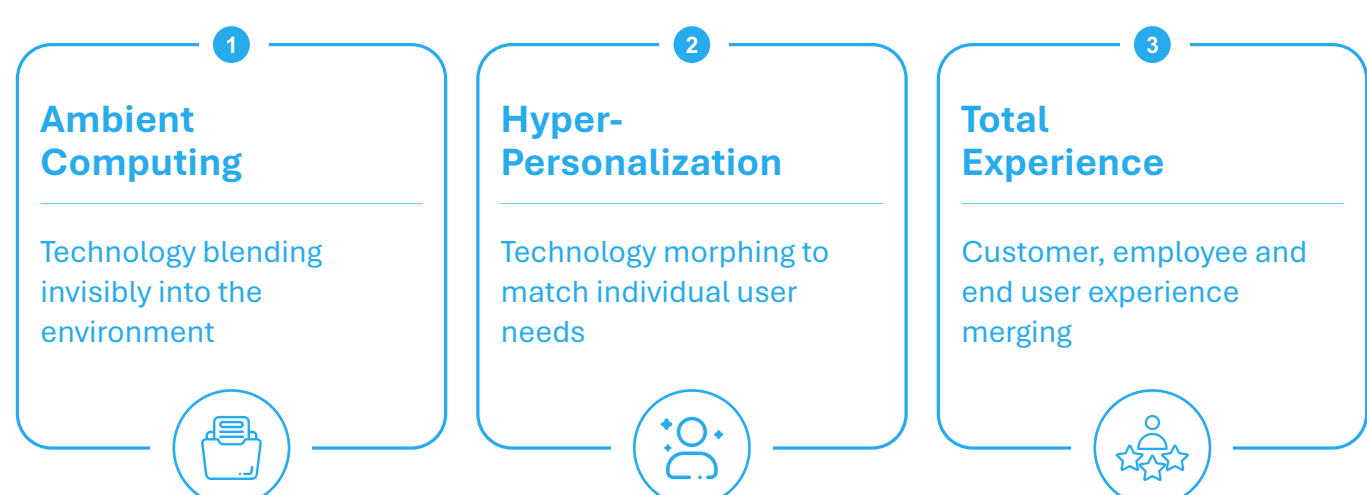 1
Ambient
Computing
Technology blending
invisibly into the
environment
2
Hyper-
Personalization
Technology morphing to
match individual user
needs
3
Total
Experience
Customer, employee and
end user experience
merging